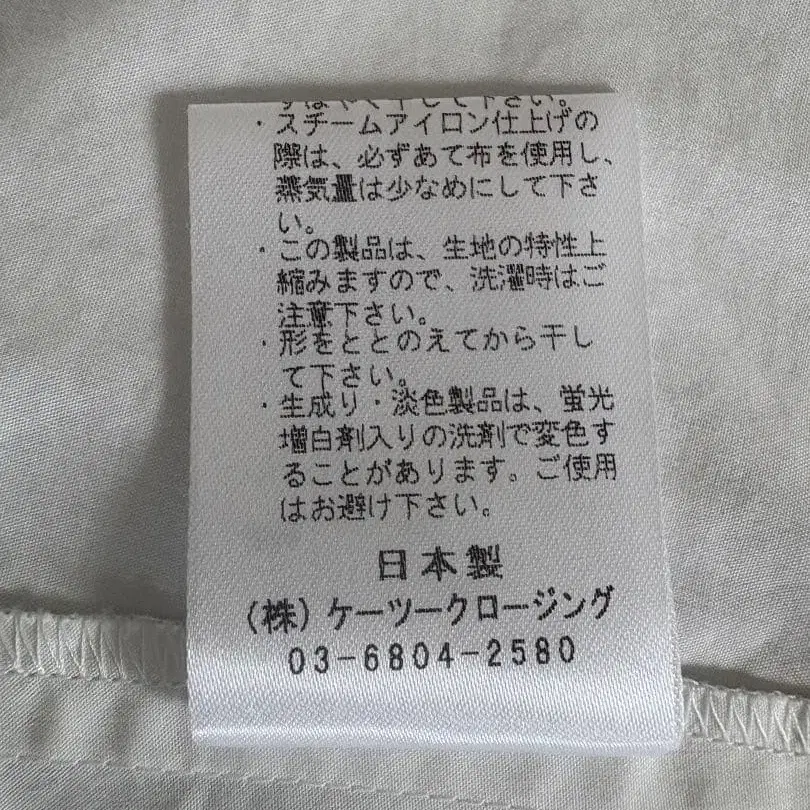 ・スチームアイロン仕上げの
際は、必ずあて布を使用し、
蒸気量は少なめにして下さ
い。
・この製品は、生地の特性上
縮みますので、洗濯時はご
注意下さい。
・形をととのえてから干し
て下さい。
・生成り・淡色製品は、蛍光
増白剤入りの洗剤で変色す
ることがあります。ご使用
はお避け下さい。
日本製
(株)ケーツークロージング
03-6804-2580